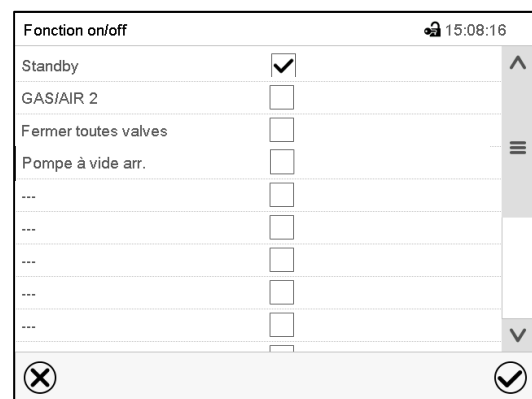 Fonction on/off 15:08:16
Standby
GAS/AIR 2
Fermer toutes valves
Pompe à vide arr.
---
---
---
---
---